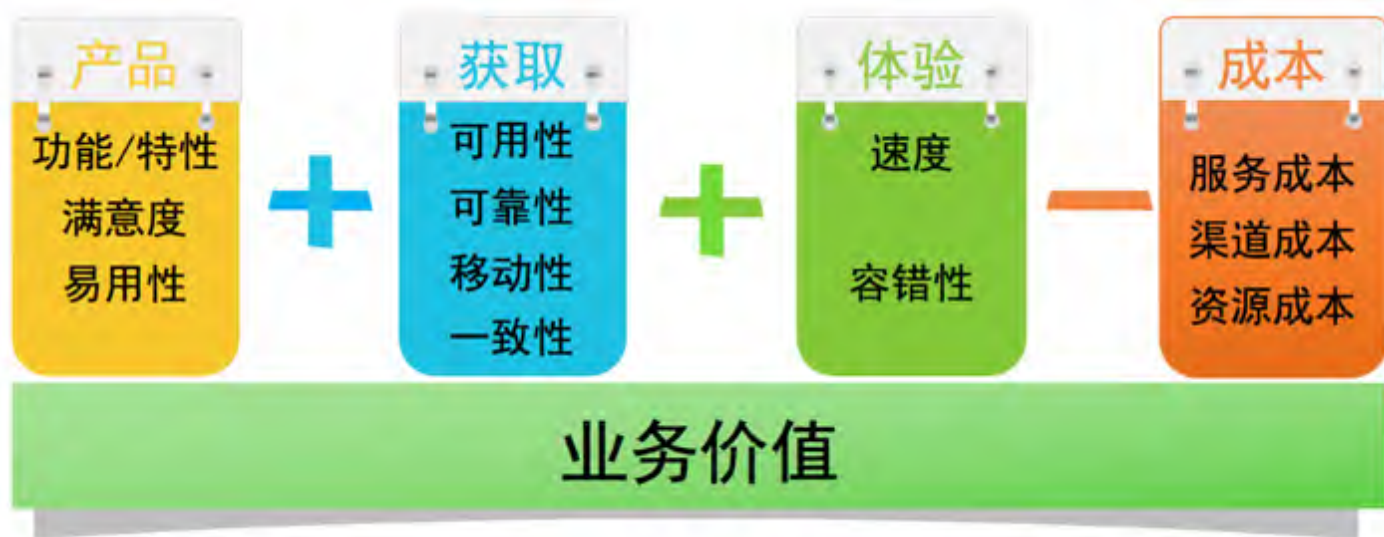 产品
功能/特性
满意度
易用性
获取
可用性
可靠性
移动性
一致性
体验
速度
容错性
成本
服务成本
渠道成本
资源成本
业务价值